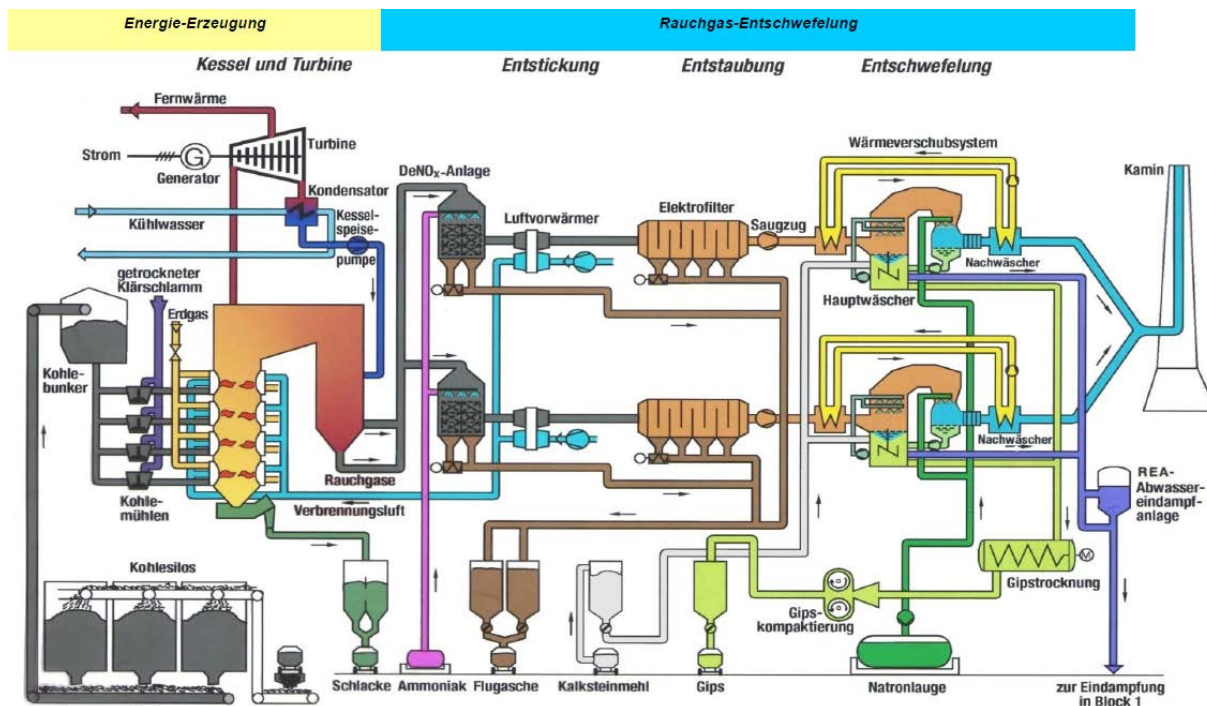 Energie-Erzeugung
Rauchgas-Entschwefelung
Kessel und Turbine
Entstickung
Entstaubung
Entschwefelung
Fernwärme
Turbine
Strom
G
Generator
Kondensator
Kühlwasser
Kessel-
speise-
pumpe
getrockneter
Klärschlamm
Erdgas
Kohle-
bunker
Kohle-
mühlen
Rauchgase
Verbrennungsluft
DeNOx-Anlage
Luftvorwärmer
Elektrofilter
Saugzug
Wärmeverschubsystem
Kamin
Nachwäscher
Hauptwäscher
Nachwäscher
REA-
Abwasser-
eindampf-
anlage
M
Gipstrocknung
Gips-
kompaktierung
Kohlesilos
Schlacke
Ammoniak
Flugasche
Kalksteinmehl
Gips
Natronlauge
zur Eindampfung
in Block 1